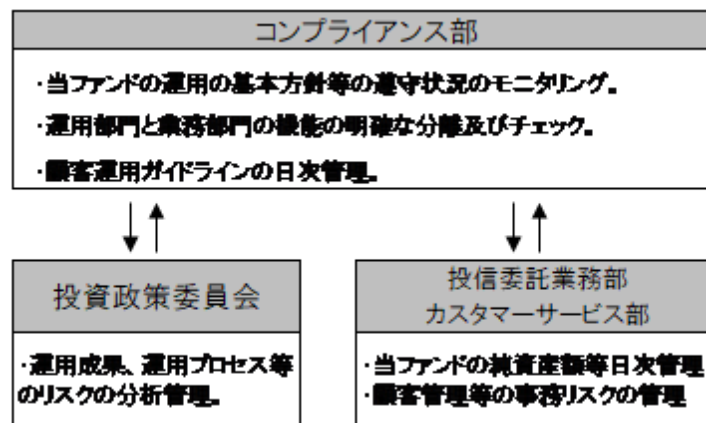 コンプライアンス部
・当ファンドの運用の基本方針等の遵守状況のモニタリング。
・運用部門と業務部門の機能の明確な分離及びチェック。
・顧客運用ガイドラインの日次管理。
投資政策委員会
・運用成果、運用プロセス等
のリスクの分析管理。
投信委託業務部
カスタマーサービス部
・当ファンドの純資産額等日次管理
・顧客管理等の事務リスクの管理